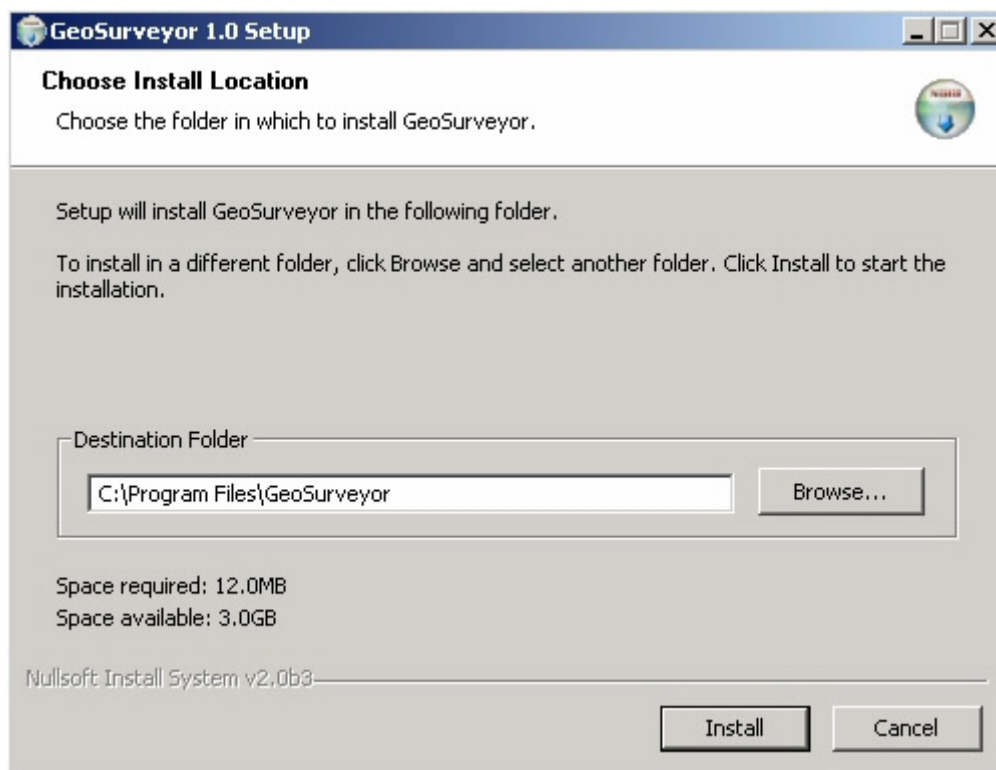 GeoSurveyor 1.0 Setup
Choose Install Location
Choose the folder in which to install GeoSurveyor.
Setup will install GeoSurveyor in the following folder.
To install in a different folder, click Browse and select another folder. Click Install to start the
installation.
Destination Folder
C:\Program Files\GeoSurveyor
Browse...
Space required: 12.0MB
Space available: 3.0GB
Nullsoft Install System v2.0b3
Install
Cancel